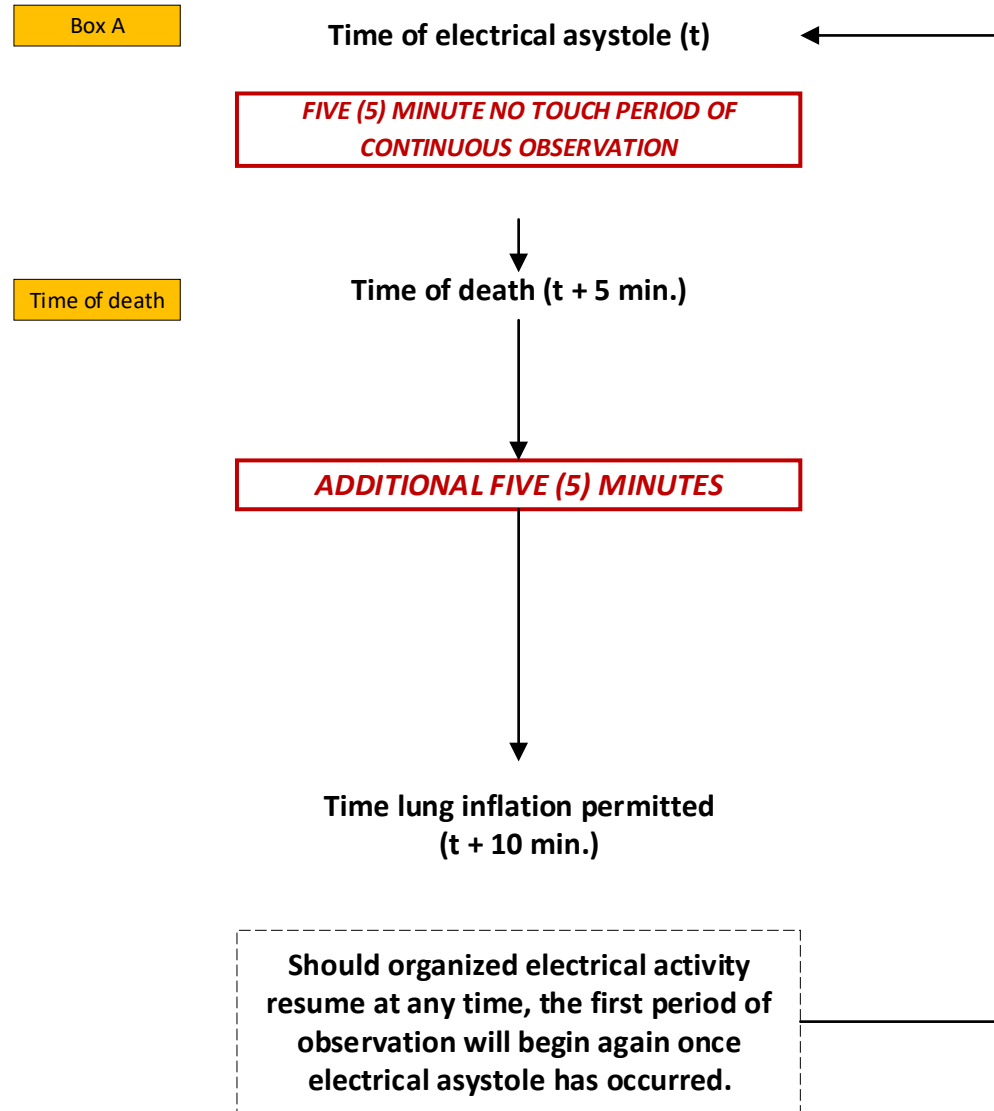 Box A
Time of electrical asystole (t)
FIVE (5) MINUTE NO TOUCH PERIOD OF
CONTINUOUS OBSERVATION
Time of death
Time of death (t + 5 min.)
ADDITIONAL FIVE (5) MINUTES
Time lung inflation permitted
(t + 10 min.)
Should organized electrical activity
resume at any time, the first period of
observation will begin again once
electrical asystole has occurred.